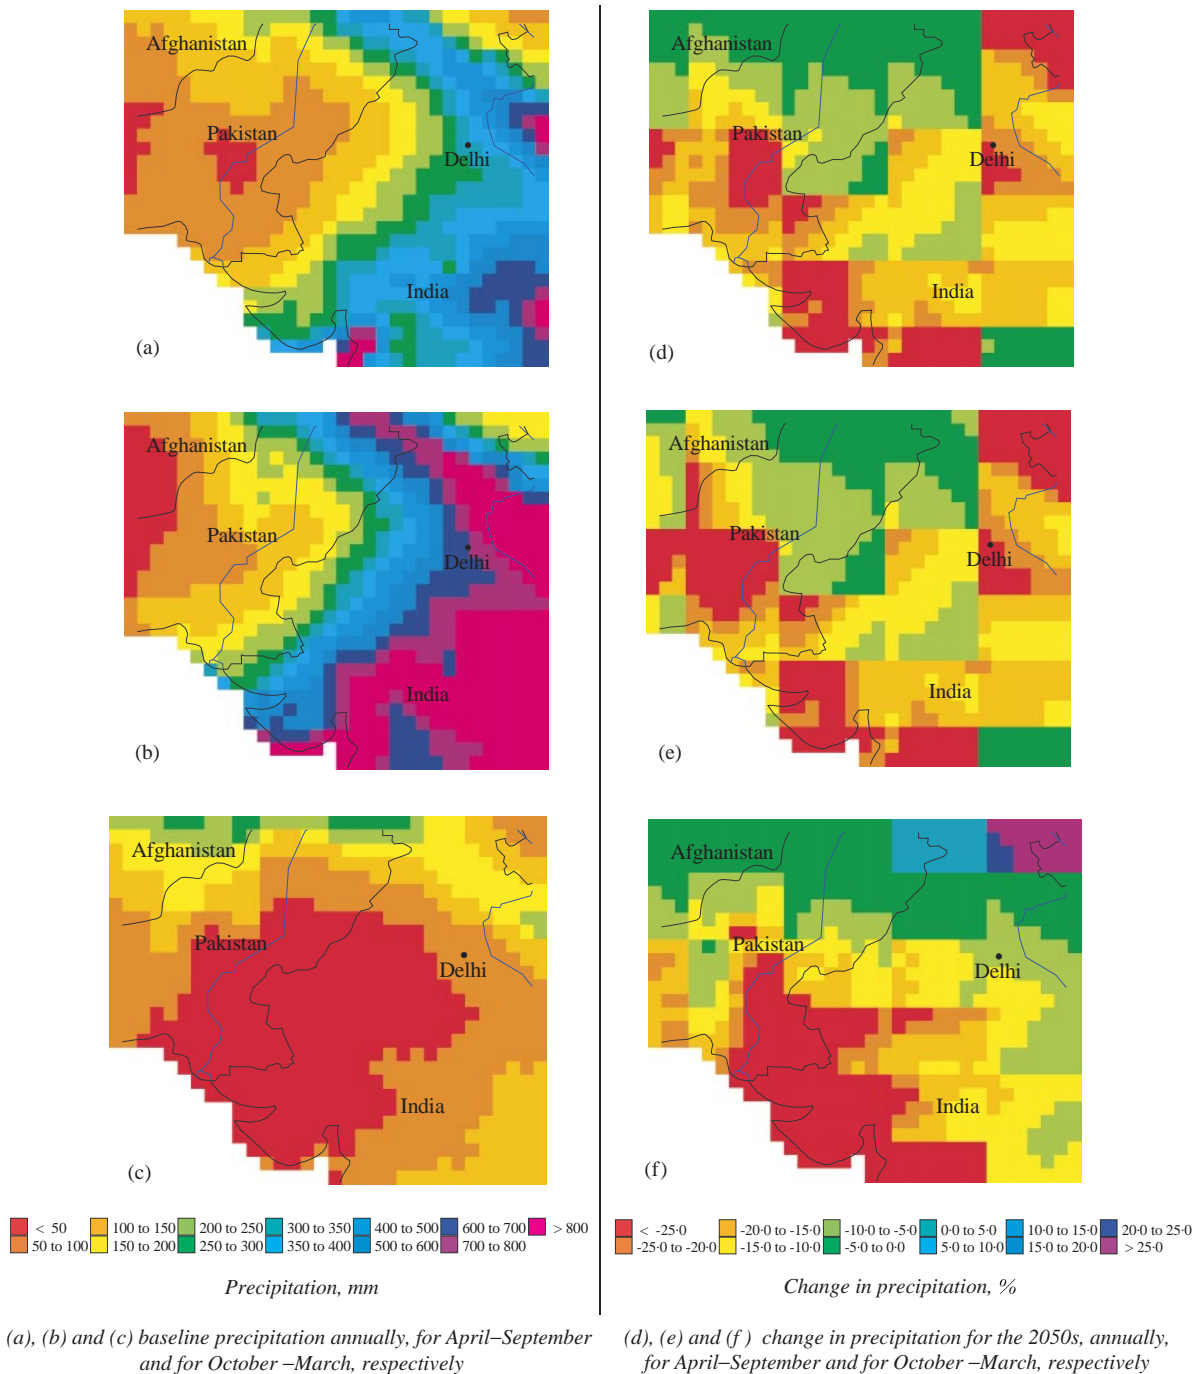 Afghanistan
Pakistan
Delhi
India
(a)
Afghanistan
Pakistan
Delhi
India
(b)
Afghanistan
Pakistan
Delhi
India
(c)
< 50
100 to 150
200 to 250
300 to 350
400 to 500
600 to 700
> 800
50 to 100
150 to 200
250 to 300
350 to 400
500 to 600
700 to 800
Precipitation, mm
(a), (b) and (c) baseline precipitation annually, for April–September
and for October –March, respectively
Afghanistan
Pakistan
Delhi
India
(d)
Afghanistan
Pakistan
Delhi
India
(e)
Afghanistan
Pakistan
Delhi
India
(f)
< -25·0
-20·0 to -15·0
-10·0 to -5·0
0·0 to 5·0
10·0 to 15·0
20·0 to 25·0
-25·0 to -20·0
-15·0 to -10·0
-5·0 to 0·0
5·0 to 10·0
15·0 to 20·0
> 25·0
Change in precipitation, %
(d), (e) and (f ) change in precipitation for the 2050s, annually,
for April–September and for October –March, respectively